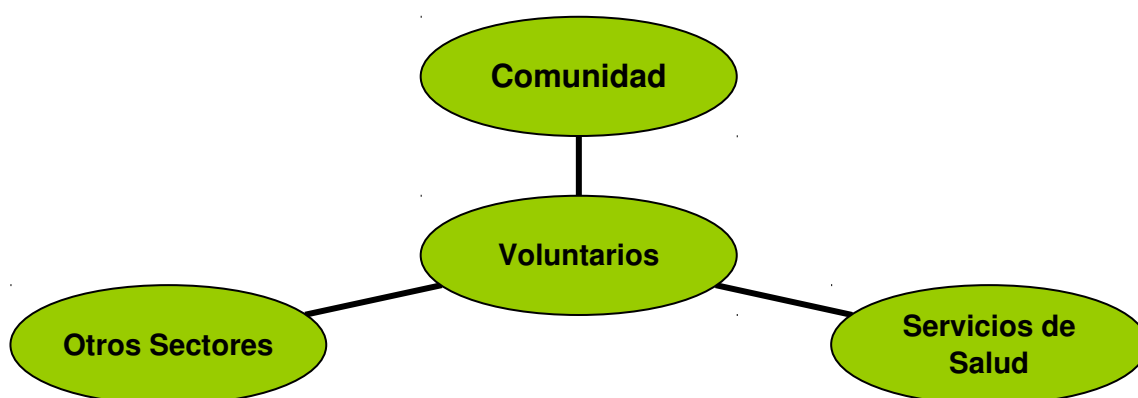 Comunidad
Voluntarios
Otros Sectores
Servicios de
Salud